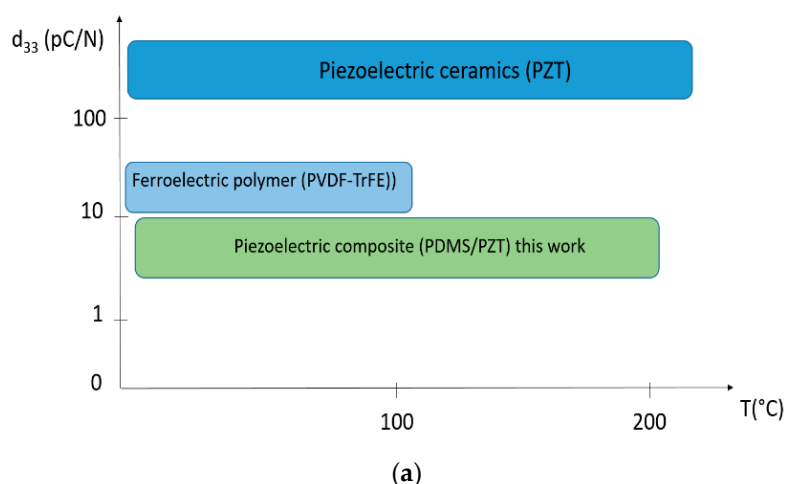 d33 (pC/N)
Piezoelectric ceramics (PZT)
100
Ferroelectric polymer (PVDF-TrFE))
10
Piezoelectric composite (PDMS/PZT) this work
1
0
100
200
T(°C)
(a)